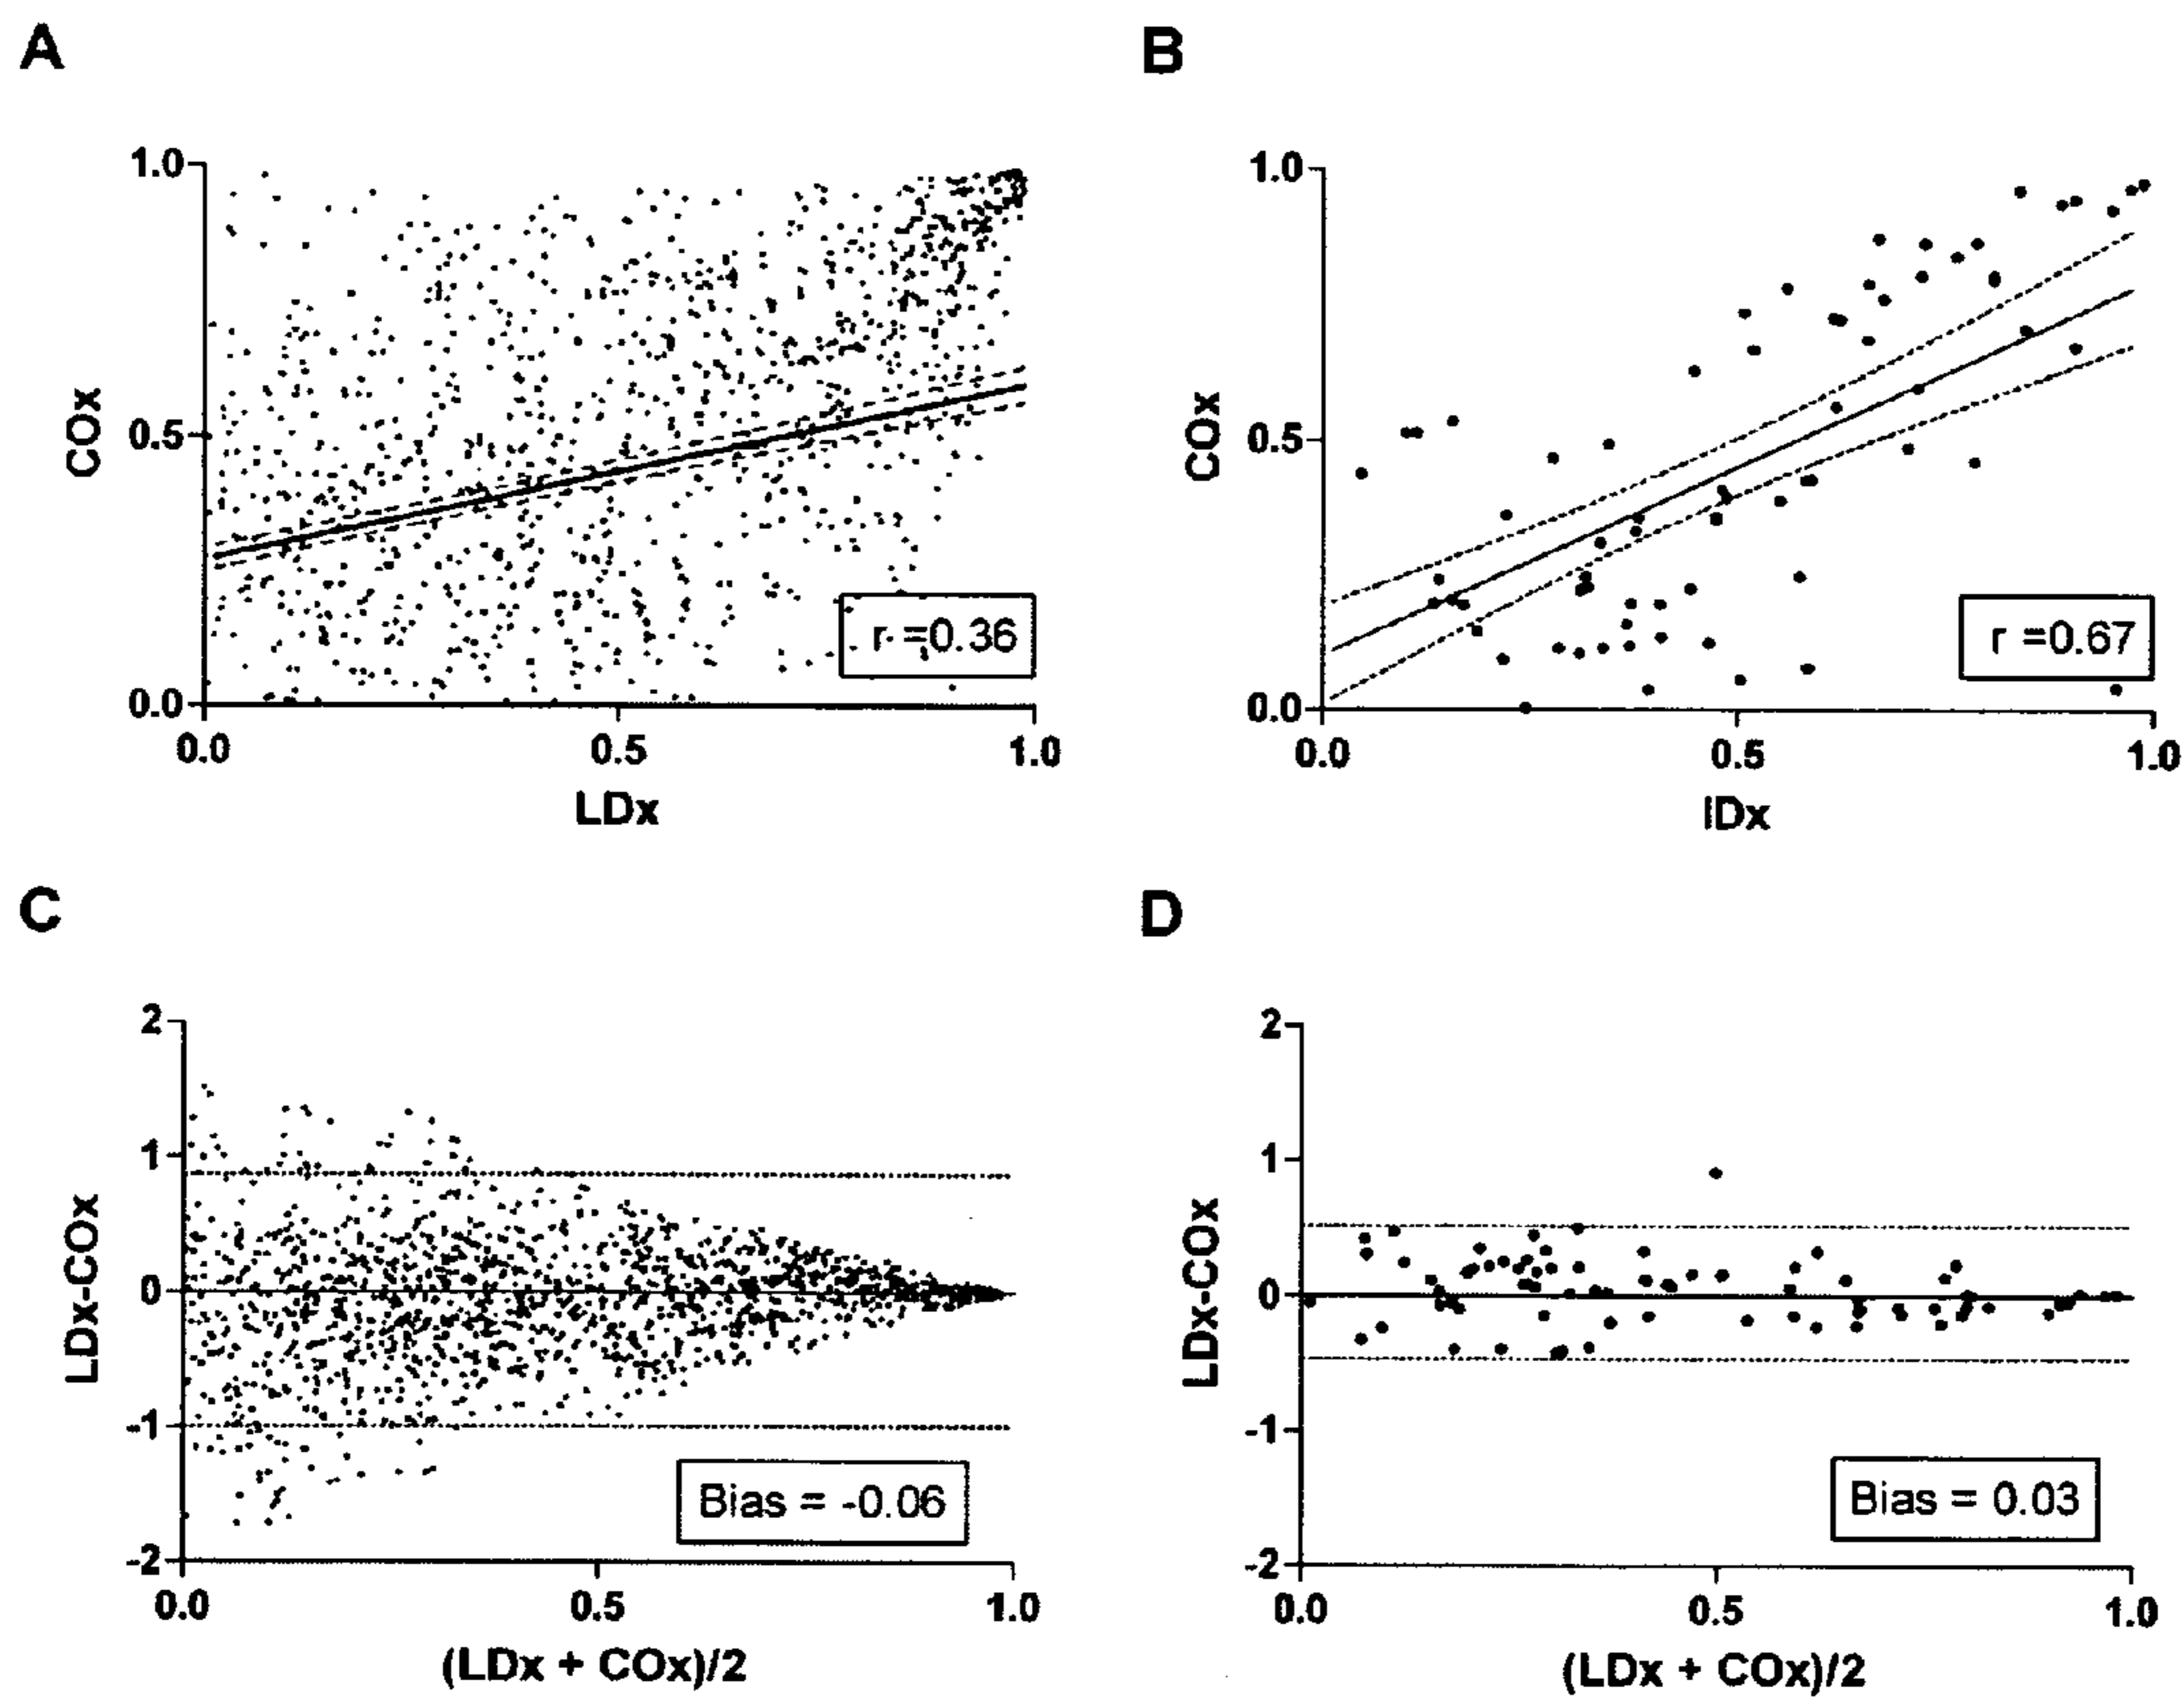 A
B
1.0
0.5
0.0
COx
r =0.36
0.0 0.5 1.0
LDx
1.0
0.5
0.0
COx
r =0.67
0.0 0.5 1.0
IDx
C
D
2
1
0
-1
-2
LDx-COx
Bias = -0.06
0.0 0.5 1.0
(LDx + COx)/2
2
1
0
-1
-2
LDx-COx
Bias = 0.03
0.0 0.5 1.0
(LDx + COx)/2